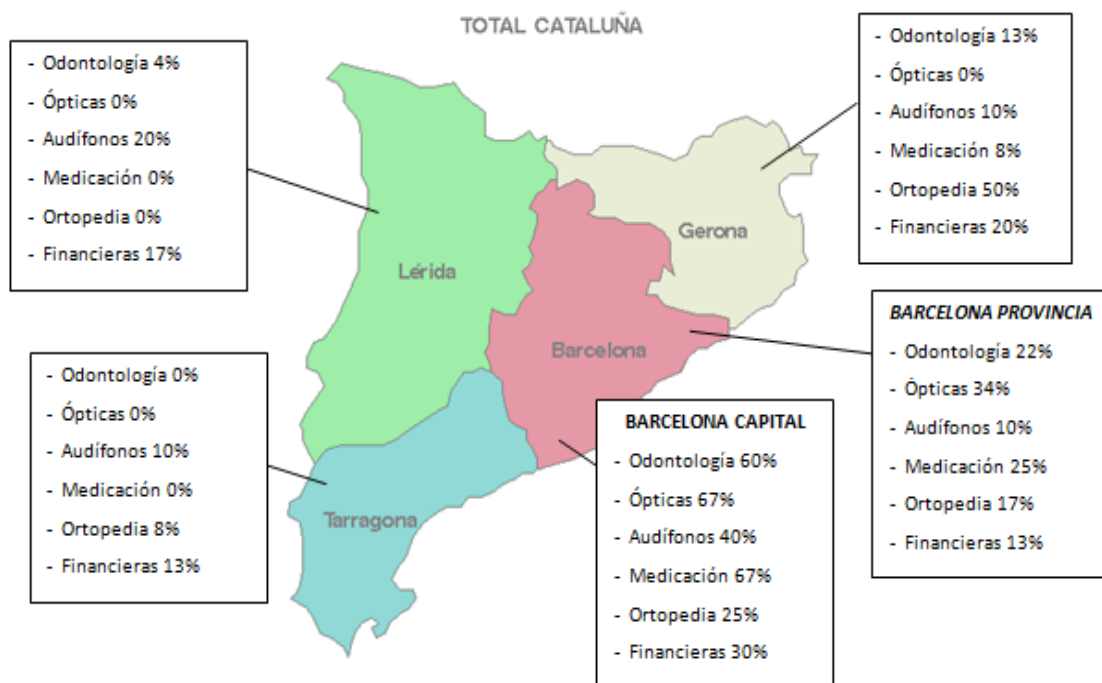 TOTAL CATALUÑA
- Odontología 4%
- Ópticas 0%
- Audífonos 20%
- Medicación 0%
- Ortopedia 0%
- Financieras 17%
- Odontología 13%
- Ópticas 0%
- Audífonos 10%
- Medicación 8%
- Ortopedia 50%
- Financieras 20%
Gerona
Lérida
Barcelona
Tarragona
BARCELONA PROVINCIA
- Odontología 22%
- Ópticas 34%
- Audífonos 10%
- Medicación 25%
- Ortopedia 17%
- Financieras 13%
- Odontología 0%
- Ópticas 0%
- Audífonos 10%
- Medicación 0%
- Ortopedia 8%
- Financieras 13%
BARCELONA CAPITAL
- Odontología 60%
- Ópticas 67%
- Audífonos 40%
- Medicación 67%
- Ortopedia 25%
- Financieras 30%